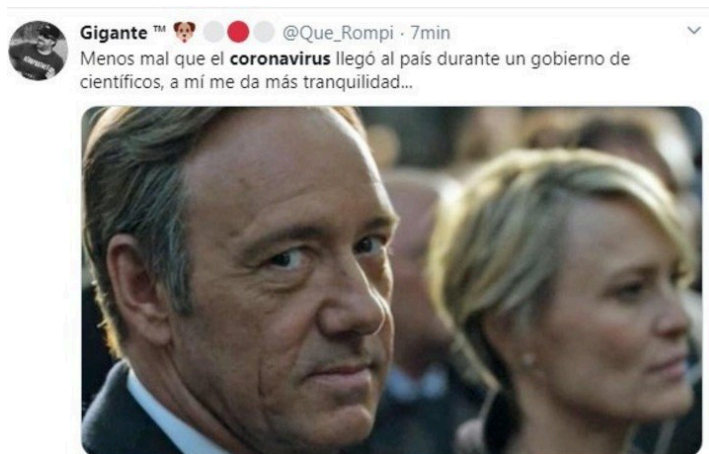 Gigante ™ 🐶 ⚪🔴⚪ @Que_Rompi · 7min
Menos mal que el coronavirus llegó al país durante un gobierno de
científicos, a mí me da más tranquilidad...